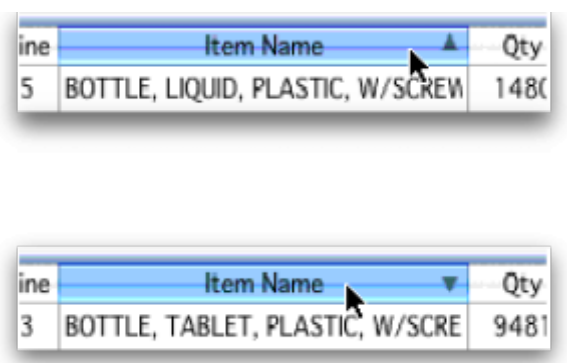 ine Item Name Qty
5 BOTTLE, LIQUID, PLASTIC, W/SCREW 1480
ine Item Name Qty
3 BOTTLE, TABLET, PLASTIC, W/SCRE 9481